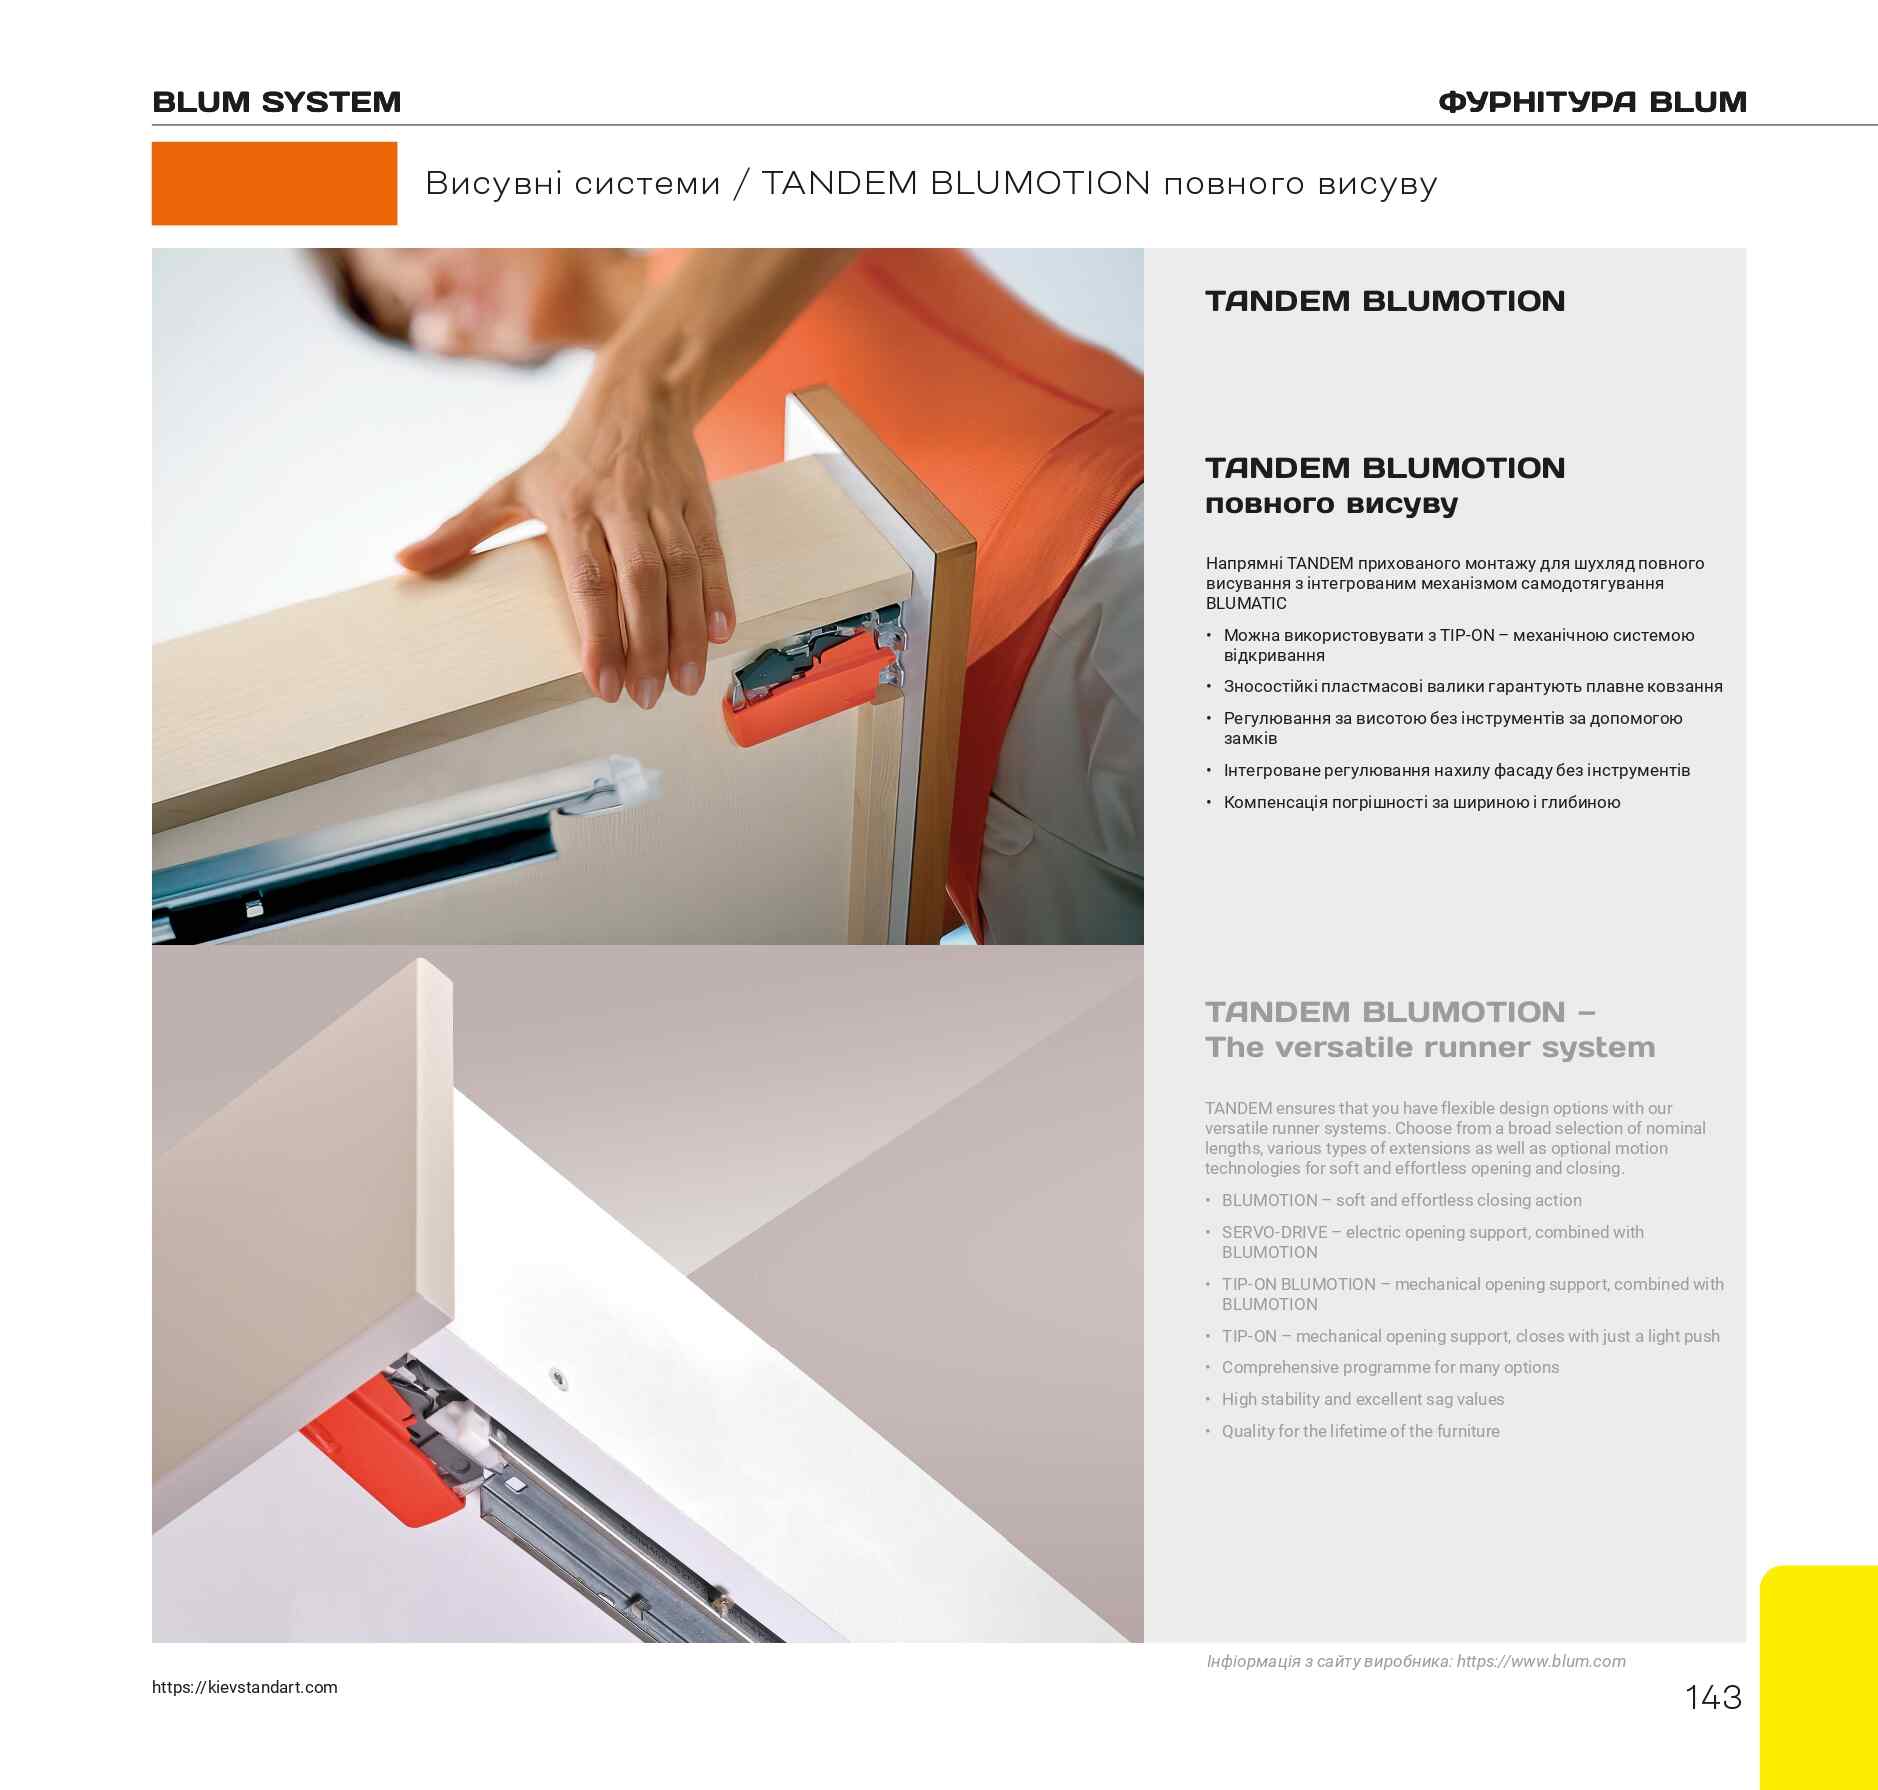 BLUM SYSTEM
ФУРНІТУРА BLUM
Висувні системи / TANDEM BLUMOTION повного висуву
TANDEM BLUMOTION
TANDEM BLUMOTION
повного висуву
Напрямні TANDEM прихованого монтажу для шухляд повного
висування з інтегрованим механізмом самодотягування
BLUMATIC
• Можна використовувати з TIP-ON – механічною системою
відкривання
• Зносостійкі пластмасові валики гарантують плавне ковзання
• Регулювання за висотою без інструментів за допомогою
замків
• Інтегроване регулювання нахилу фасаду без інструментів
• Компенсація погрішності за шириною і глибиною
TANDEM BLUMOTION –
The versatile runner system
TANDEM ensures that you have flexible design options with our
versatile runner systems. Choose from a broad selection of nominal
lengths, various types of extensions as well as optional motion
technologies for soft and effortless opening and closing.
• BLUMOTION – soft and effortless closing action
• SERVO-DRIVE – electric opening support, combined with
BLUMOTION
• TIP-ON BLUMOTION – mechanical opening support, combined with
BLUMOTION
• TIP-ON – mechanical opening support, closes with just a light push
• Comprehensive programme for many options
• High stability and excellent sag values
• Quality for the lifetime of the furniture
Інфіормація з сайту виробника: https://www.blum.com
https://kievstandart.com
143